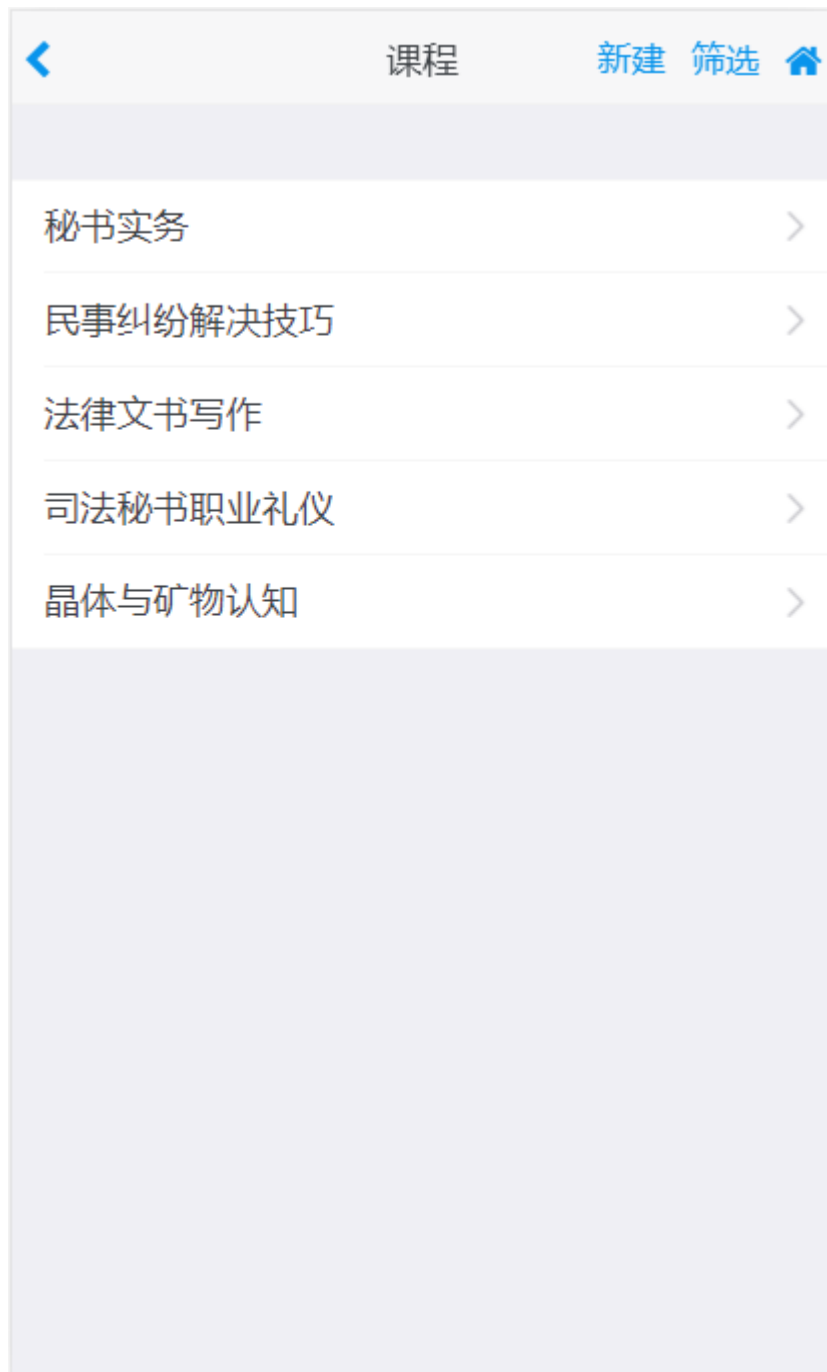 课程 新建 筛选
秘书实务
民事纠纷解决技巧
法律文书写作
司法秘书职业礼仪
晶体与矿物认知